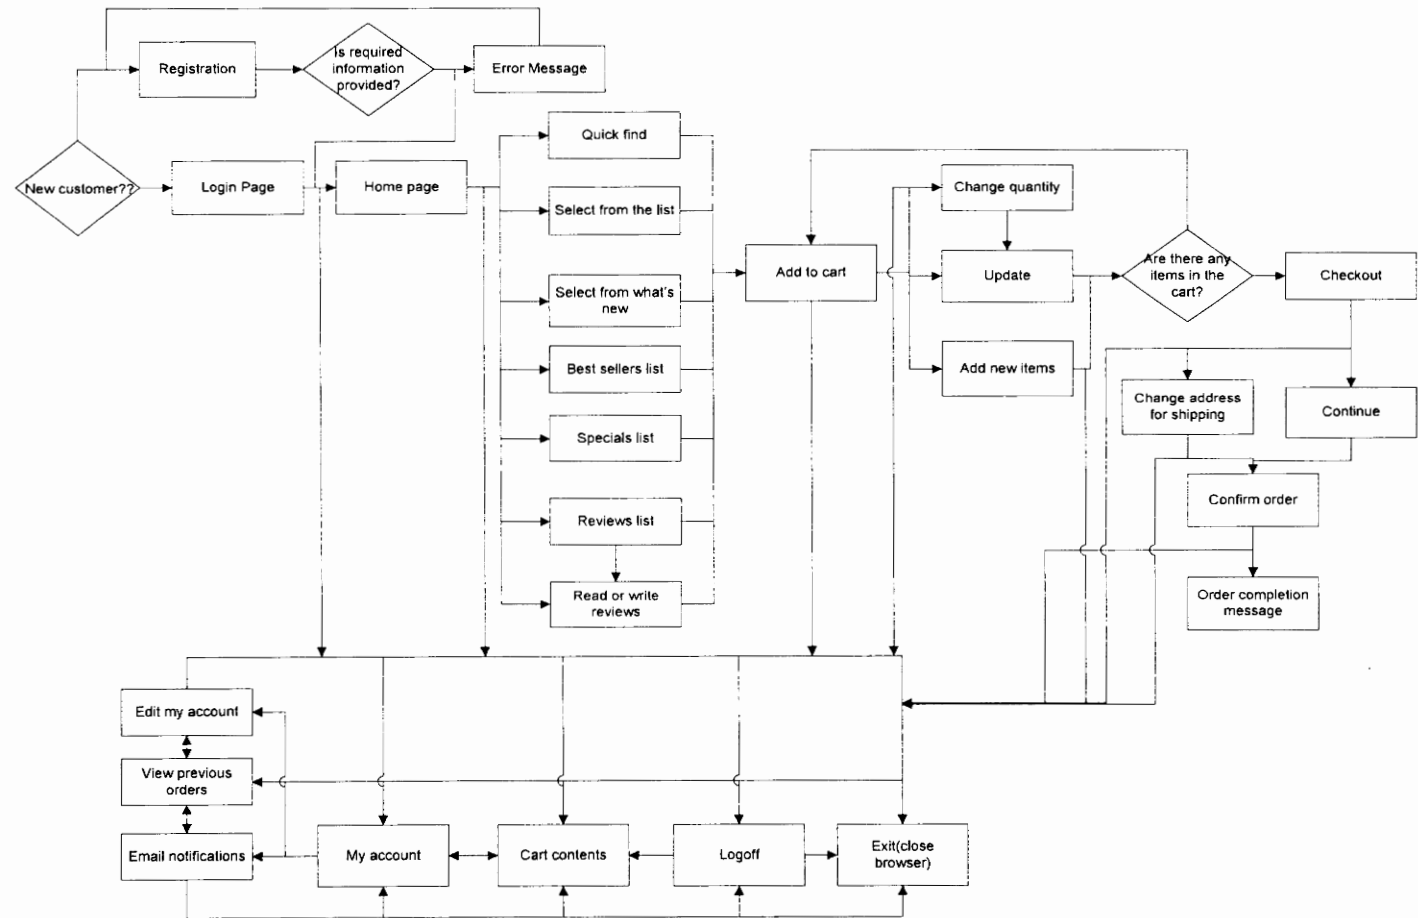 Is required
information
provided?
Registration
Error Message
New customer??
Login Page
Home page
Quick find
Select from the list
Select from what's
new
Best sellers list
Specials list
Reviews list
Read or write
reviews
Add to cart
Change quantity
Update
Add new items
Are there any
items in the
cart?
Checkout
Change address
for shipping
Continue
Confirm order
Order completion
message
Edit my account
View previous
orders
Email notifications
My account
Cart contents
Logoff
Exit(close
browser)